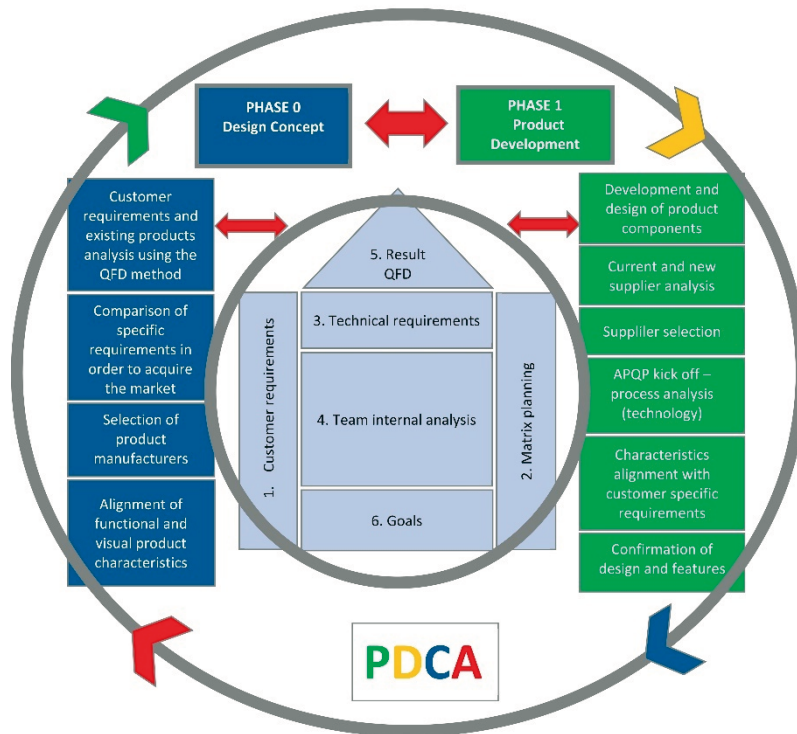 PHASE 0
Design Concept
PHASE 1
Product
Development
Customer
requirements and
existing products
analysis using the
QFD method
Comparison of
specific
requirements in
order to acquire
the market
Selection of
product
manufacturers
Alignment of
functional and
visual product
characteristics
5. Result
QFD
3. Technical requirements
4. Team internal analysis
6. Goals
1. Customer requirements
2. Matrix planning
Development and
design of product
components
Current and new
supplier analysis
Suppliler selection
APQP kick off –
process analysis
(technology)
Characteristics
alignment with
customer specific
requirements
Confirmation of
design and features
PDCA